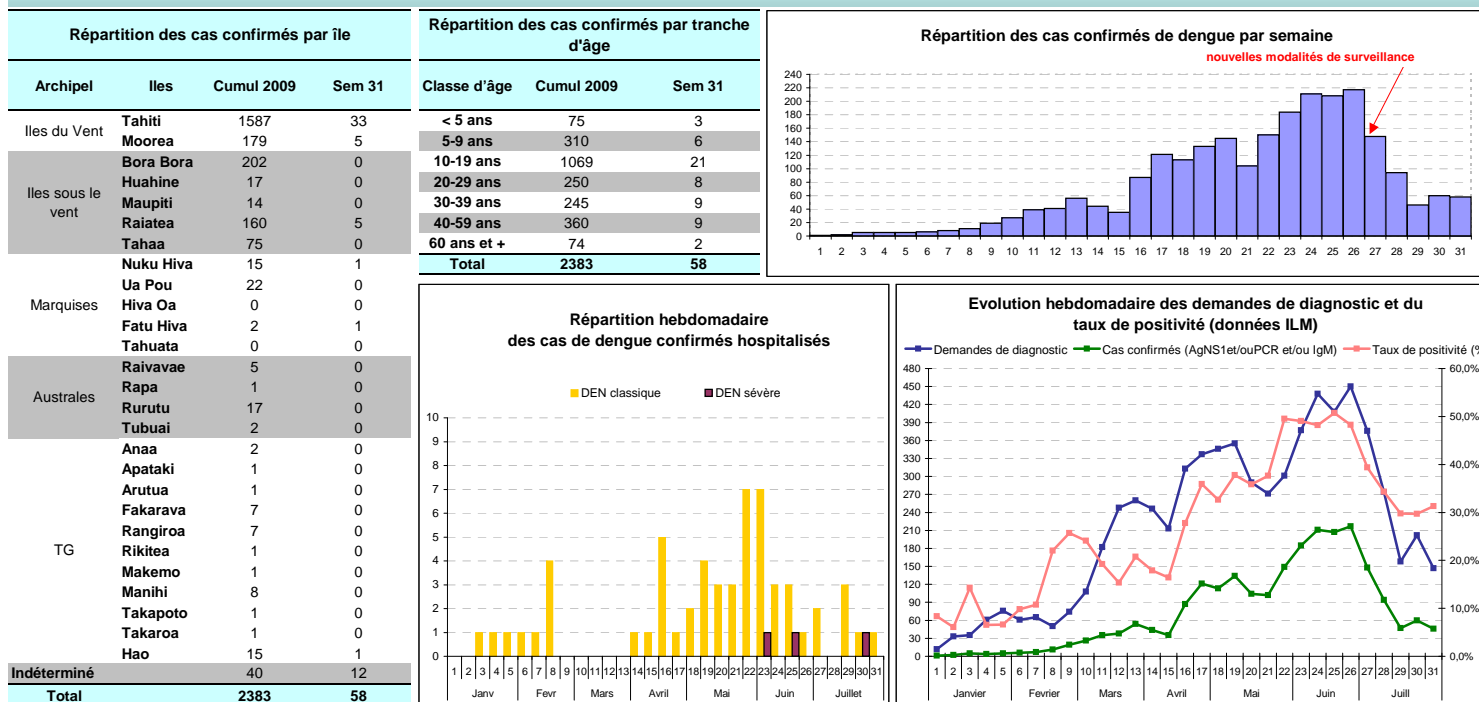 Répartition des cas confirmés par île
Archipel Iles Cumul 2009 Sem 31
Iles du Vent
Tahiti 1587 33
Moorea 179 5
Iles sous le
vent
Bora Bora 202 0
Huahine 17 0
Maupiti 14 0
Raiatea 160 5
Tahaa 75 0
Marquises
Nuku Hiva 15 1
Ua Pou 22 0
Hiva Oa 0 0
Fatu Hiva 2 1
Tahuata 0 0
Australes
Raivavae 5 0
Rapa 1 0
Rurutu 17 0
Tubuai 2 0
TG
Anaa 2 0
Apataki 1 0
Arutua 1 0
Fakarava 7 0
Rangiroa 7 0
Rikitea 1 0
Makemo 1 0
Manihi 8 0
Takapoto 1 0
Takaroa 1 0
Hao 15 1
Indéterminé 40 12
Total 2383 58
Répartition des cas confirmés par tranche
d'âge
Classe d'âge Cumul 2009 Sem 31
< 5 ans 75 3
5-9 ans 310 6
10-19 ans 1069 21
20-29 ans 250 8
30-39 ans 245 9
40-59 ans 360 9
60 ans et + 74 2
Total 2383 58
Répartition des cas confirmés de dengue par semaine
nouvelles modalités de surveillance
240
220
200
180
160
140
120
100
80
60
40
20
0
1 2 3 4 5 6 7 8 9 10 11 12 13 14 15 16 17 18 19 20 21 22 23 24 25 26 27 28 29 30 31
Répartition hebdomadaire
des cas de dengue confirmés hospitalisés
DEN classique DEN sévère
10
9
8
7
6
5
4
3
2
1
0
1 2 3 4 5 6 7 8 9 10 11 12 13 14 15 16 17 18 19 20 21 22 23 24 25 26 27 28 29 30 31
Janv Fevr Mars Avril Mai Juin Juillet
Evolution hebdomadaire des demandes de diagnostic et du
taux de positivité (données ILM)
Demandes de diagnostic Cas confirmés (AgNS1et/ouPCR et/ou IgM) Taux de positivité (%
480 60,0%
450
420
390 50,0%
360
330
300 40,0%
270
240 30,0%
210
180
150 20,0%
120
90
60 10,0%
30
0 0,0%
1 2 3 4 5 6 7 8 9 10 11 12 13 14 15 16 17 18 19 20 21 22 23 24 25 26 27 28 29 30 31
Janvier Fevrier Mars Avril Mai Juin Juill